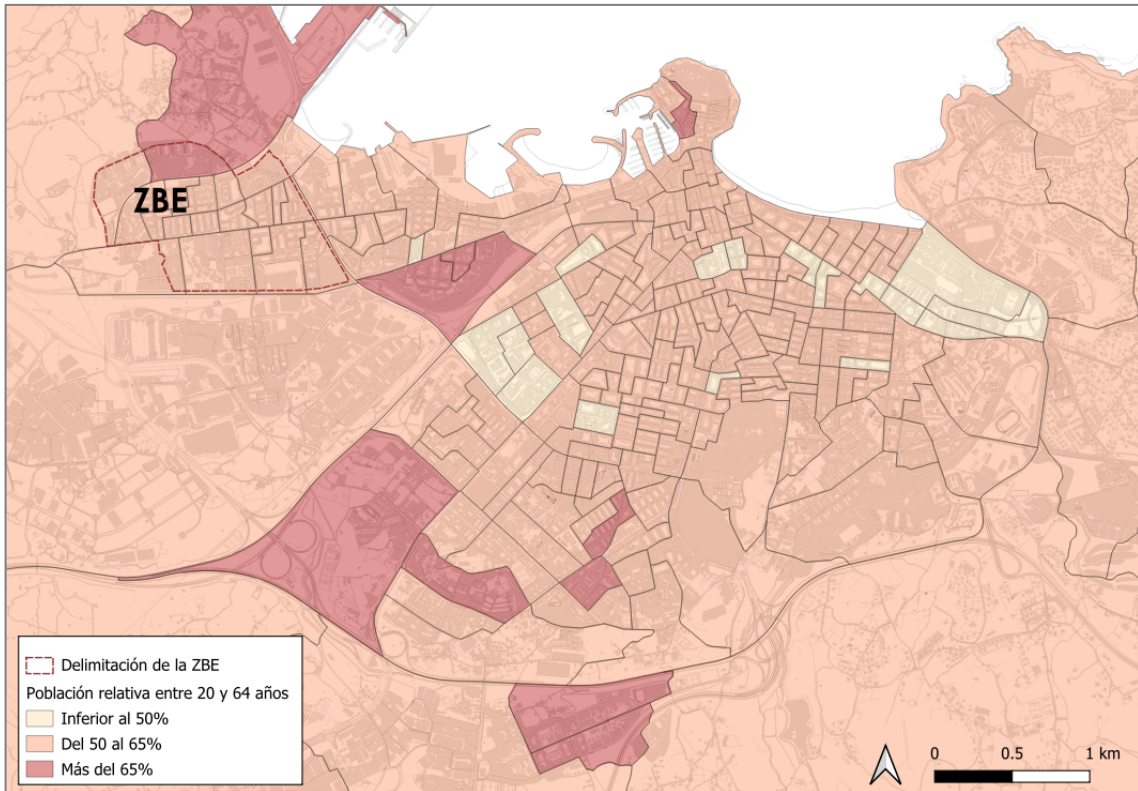 ZBE
Delimitación de la ZBE
Población relativa entre 20 y 64 años
Inferior al 50%
Del 50 al 65%
Más del 65%
0 0.5 1 km